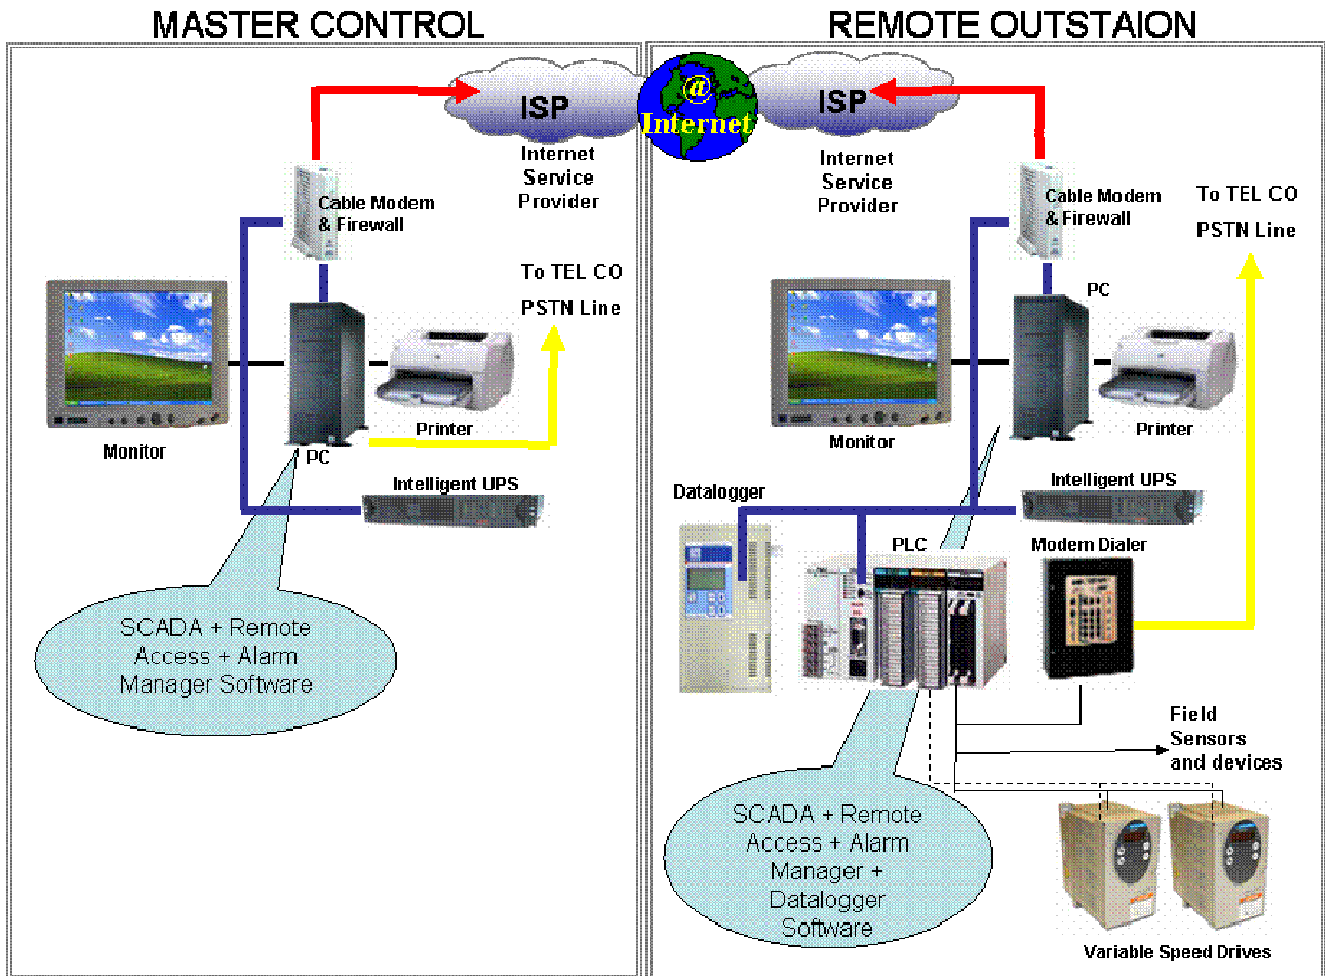 MASTER CONTROL
ISP
Internet
Service
Provider
Cable Modem
& Firewall
To TEL CO
PSTN Line
Monitor
PC
Printer
Intelligent UPS
SCADA + Remote
Access + Alarm
Manager Software
@
Internet
REMOTE OUTSTAION
ISP
Internet
Service
Provider
Cable Modem
& Firewall
To TEL CO
PSTN Line
PC
Monitor
Printer
Intelligent UPS
Datalogger
PLC
Modem Dialer
Field
Sensors
and devices
SCADA + Remote
Access + Alarm
Manager +
Datalogger
Software
Variable Speed Drives